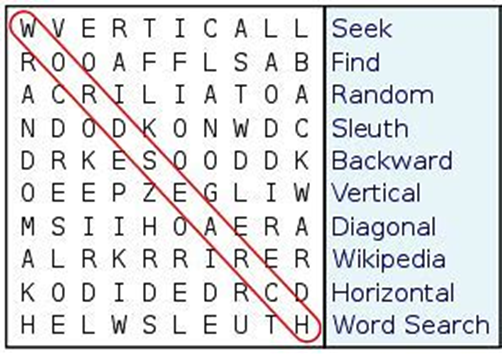 W V E R T I C A L L Seek
R O O A F F L S A B Find
A C R I L I A T O A Random
N D O D K O N W D C Sleuth
D R K E S O O D D K Backward
O E E P Z E G L I W Vertical
M S I I H O A E R A Diagonal
A L R K R R I R E R Wikipedia
K O D I D E D R C D Horizontal
H E L W S L E U T H Word Search